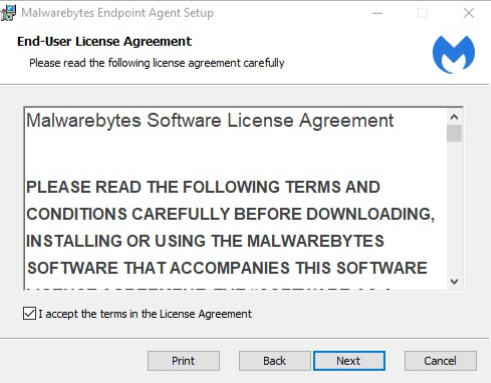 Malwarebytes Endpoint Agent Setup
End-User License Agreement
Please read the following license agreement carefully
Malwarebytes Software License Agreement
PLEASE READ THE FOLLOWING TERMS AND
CONDITIONS CAREFULLY BEFORE DOWNLOADING,
INSTALLING OR USING THE MALWAREBYTES
SOFTWARE THAT ACCOMPANIES THIS SOFTWARE
I accept the terms in the License Agreement
Print
Back
Next
Cancel